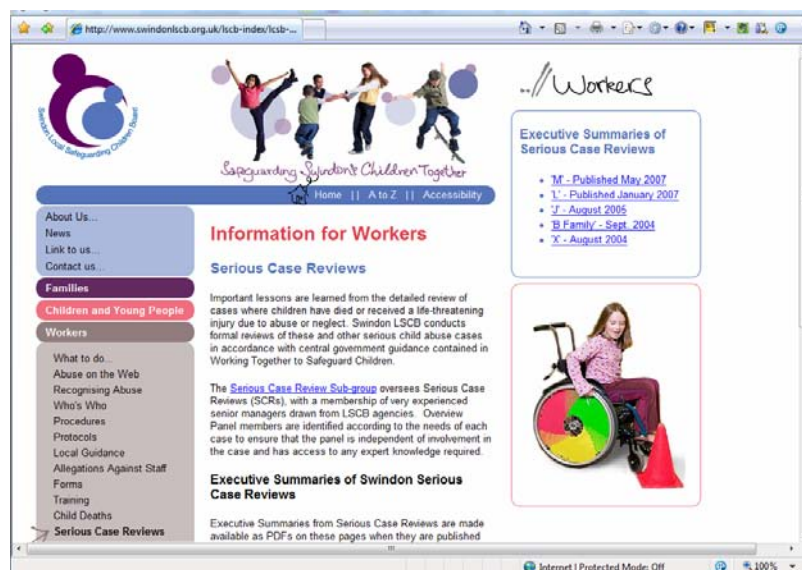 http://www.swindonlscb.org.uk/lscb-index/lcsb-...
Swindon Local Safeguarding Children Board
Safeguarding Swindon's Children Together
Home || A to Z || Accessibility
About Us...
News
Link to us...
Contact us...
Families
Children and Young People
Workers
What to do...
Abuse on the Web
Recognising Abuse
Who's Who
Procedures
Protocols
Local Guidance
Allegations Against Staff
Forms
Training
Child Deaths
Serious Case Reviews
Information for Workers
Serious Case Reviews
Important lessons are learned from the detailed review of
cases where children have died or received a life-threatening
injury due to abuse or neglect. Swindon LSCB conducts
formal reviews of these and other serious child abuse cases
in accordance with central government guidance contained in
Working Together to Safeguard Children.
The Serious Case Review Sub-group oversees Serious Case
Reviews (SCRs), with a membership of very experienced
senior managers drawn from LSCB agencies. Overview
Panel members are identified according to the needs of each
case to ensure that the panel is independent of involvement in
the case and has access to any expert knowledge required.
Executive Summaries of Swindon Serious
Case Reviews
Executive Summaries from Serious Case Reviews are made
available as PDFs on these pages when they are published
..//Workers
Executive Summaries of
Serious Case Reviews
'M' - Published May 2007
'L' - Published January 2007
'J' - August 2005
'B Family' - Sept. 2004
'X' - August 2004
Internet | Protected Mode: Off
100%